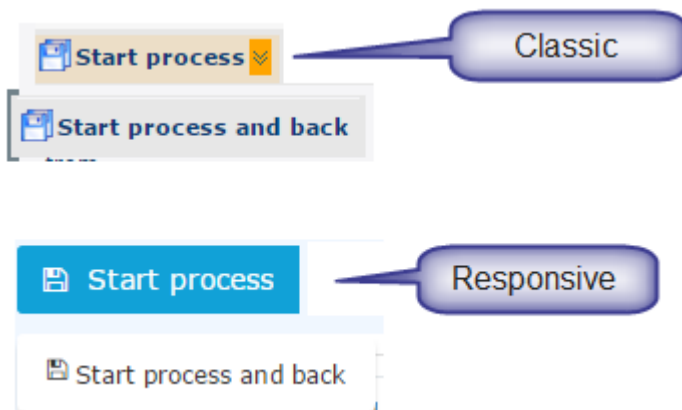 Start process
Classic
Start process and back
Start process
Responsive
Start process and back